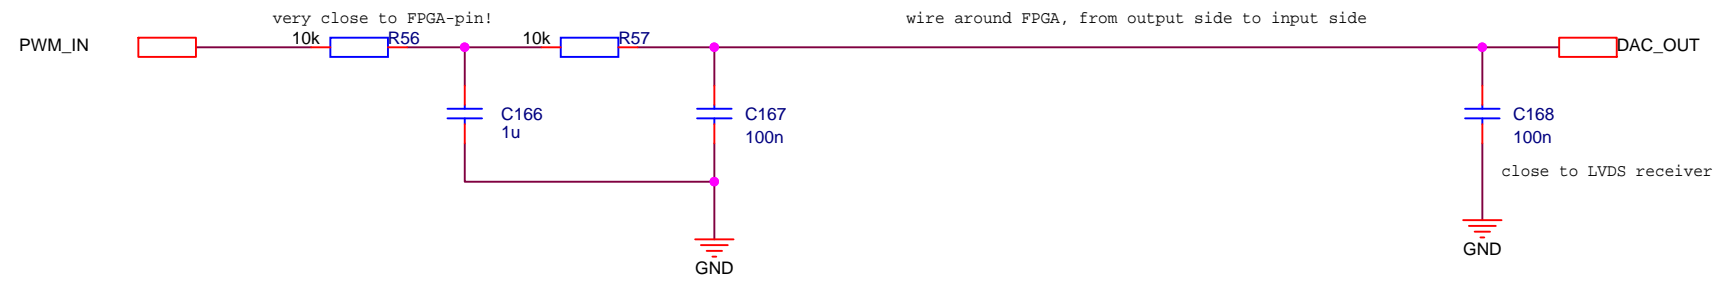 very close to FPGA-pin!
wire around FPGA, from output side to input side
PWM_IN
10k
R56
10k
R57
DAC_OUT
C166
1u
C167
100n
C168
100n
close to LVDS receiver
GND
GND